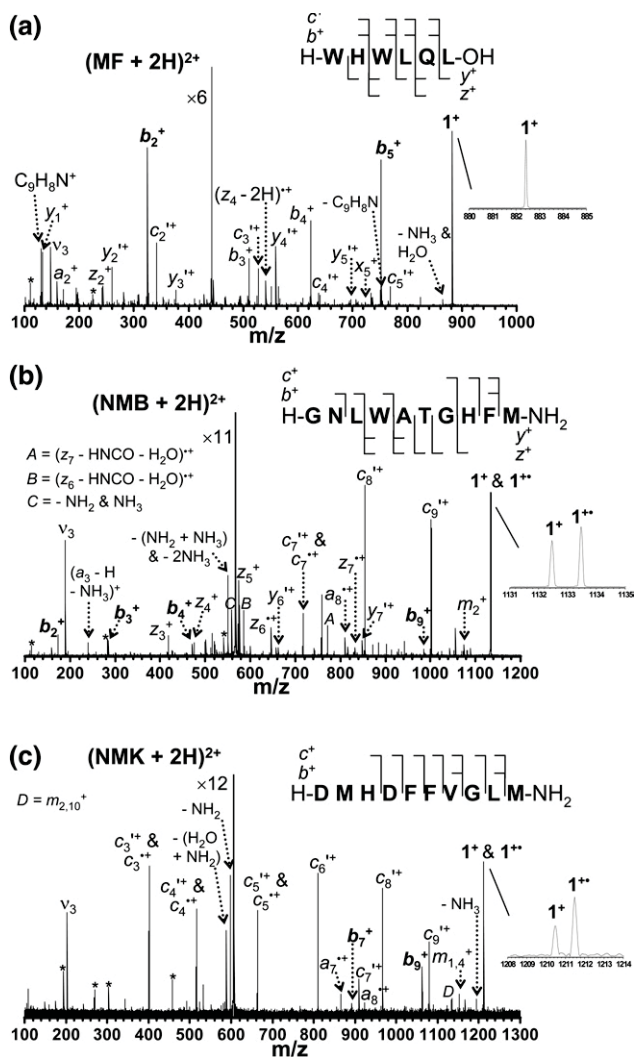 (a)
(MF + 2H)²⁺
c·
b⁺
H-WHWLQL-OH
y⁺
z⁺
×6
1⁺
b₂⁺
b₅⁺
C₉H₈N⁺
y₁⁺
ν₃
(z₄ - 2H)•⁺
- C₉H₈N
- NH₃ &
H₂O
c₃'⁺
y₄'⁺
b₄⁺
c₂'⁺
y₂'⁺
a₂⁺
z₂⁺
y₃'⁺
b₃⁺
c₄'⁺
y₅'⁺
x₅⁺
c₅'⁺
* *
880 881 882 883 884 885
100 200 300 400 500 600 700 800 900 1000
m/z
(b)
(NMB + 2H)²⁺
c⁺
b⁺
H-GNLWATGHFM-NH₂
y⁺
z⁺
×11
A = (z₇ - HNCO - H₂O)•⁺
B = (z₆ - HNCO - H₂O)•⁺
C = - NH₂ & NH₃
c₈'⁺
1⁺ & 1⁺•
1⁺
1⁺•
ν₃
- (NH₂ + NH₃)
& - 2NH₃
c₇'⁺ &
c₇•⁺
c₉'⁺
(a₃ - H
- NH₃)⁺
z₅⁺
C B
y₆'⁺
z₇•⁺
b₂⁺
b₃⁺
b₄⁺
z₄⁺
a₈•⁺
A
z₃⁺
z₆•⁺
y₇'⁺
b₉⁺
m₂⁺
* * *
1131 1132 1133 1134 1135
100 200 300 400 500 600 700 800 900 1000 1100 1200
m/z
(c)
(NMK + 2H)²⁺
c⁺
b⁺
H-DMHDFFVGLM-NH₂
×12
D = m₂,₁₀⁺
- NH₂
- (H₂O
+ NH₂)
c₃'⁺ &
c₃•⁺
c₄'⁺ &
c₄•⁺
c₅'⁺ &
c₅•⁺
c₆'⁺
c₈'⁺
1⁺ & 1⁺•
1⁺
1⁺•
ν₃
- NH₃
b₇⁺
c₉'⁺
b₉⁺
m₁,₄⁺
a₇•⁺
c₇'⁺
a₈•⁺
D
* * * *
1208 1209 1210 1211 1212 1213 1214
100 200 300 400 500 600 700 800 900 1000 1100 1200 1300
m/z